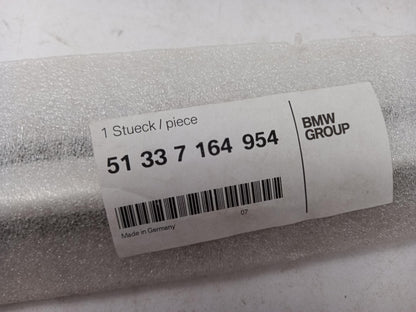 1 Stueck / piece
51 33 7 164 954
BMW
GROUP
07
Made in Germany